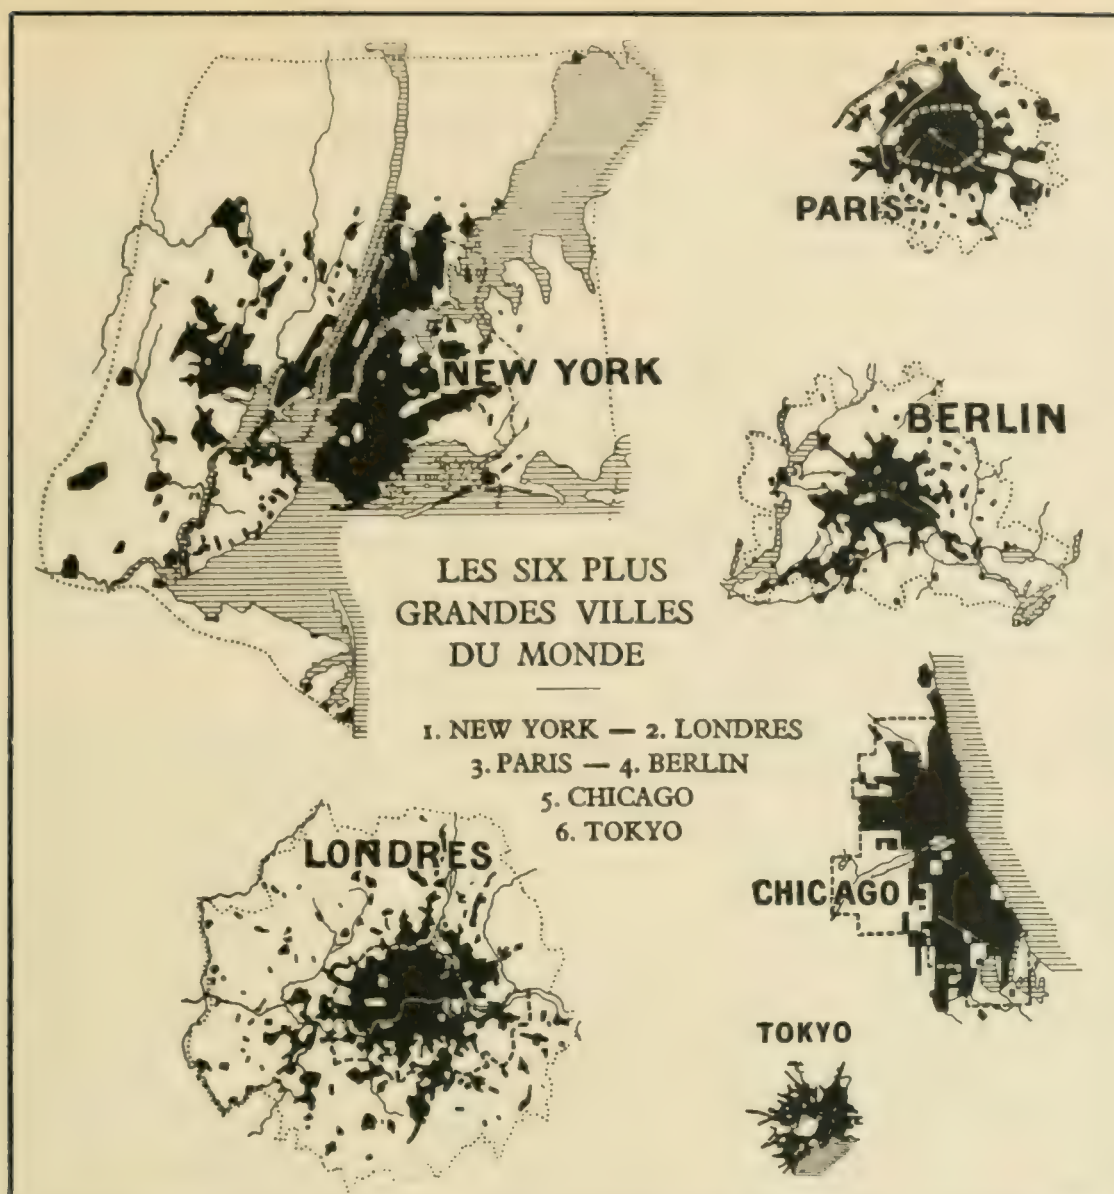 PARIS
NEW YORK
BERLIN
LES SIX PLUS
GRANDES VILLES
DU MONDE
1. NEW YORK — 2. LONDRES
3. PARIS — 4. BERLIN
5. CHICAGO
6. TOKYO
LONDRES
CHICAGO
TOKYO